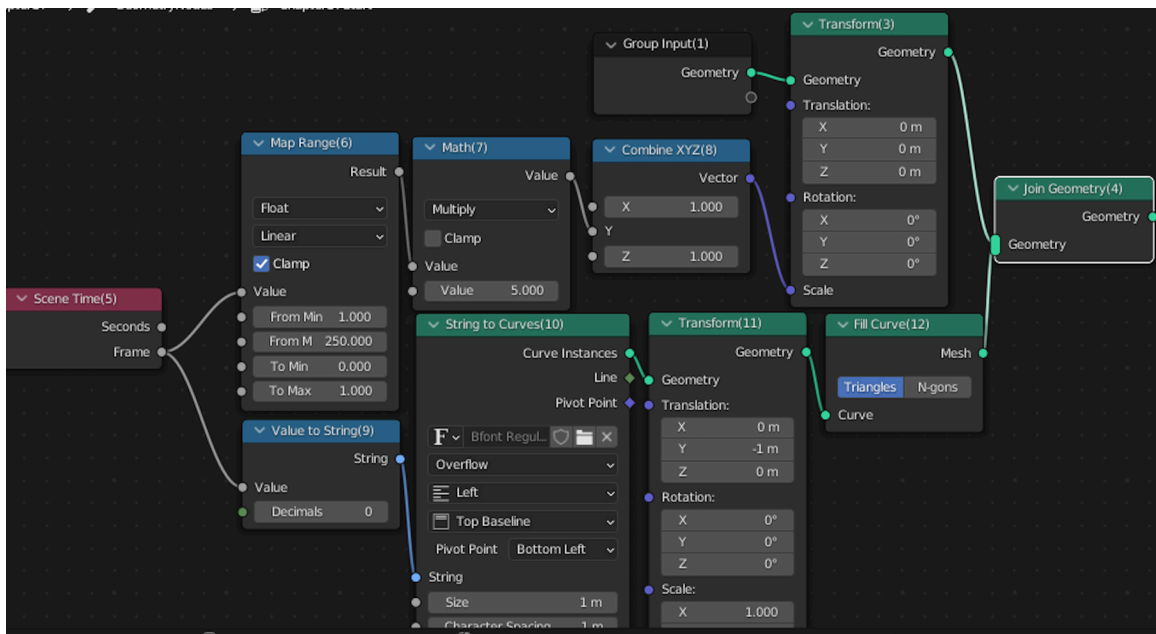 Transform(3)
Geometry
Geometry
Translation:
X 0 m
Y 0 m
Z 0 m
Rotation:
X 0°
Y 0°
Z 0°
Scale
Group Input(1)
Geometry
Map Range(6)
Result
Float
Linear
Clamp
Value
From Min 1.000
From M 250.000
To Min 0.000
To Max 1.000
Math(7)
Value
Multiply
Clamp
Value
Value 5.000
Combine XYZ(8)
Vector
X 1.000
Y
Z 1.000
Join Geometry(4)
Geometry
Geometry
Scene Time(5)
Seconds
Frame
Value to String(9)
String
Value
Decimals 0
String to Curves(10)
Curve Instances
Line
Pivot Point
F Bfont Regul...
Overflow
Left
Top Baseline
Pivot Point Bottom Left
String
Size 1 m
Character Spacing 1 m
Transform(11)
Geometry
Geometry
Translation:
X 0 m
Y -1 m
Z 0 m
Rotation:
X 0°
Y 0°
Z 0°
Scale:
X 1.000
Fill Curve(12)
Mesh
Triangles N-gons
Curve